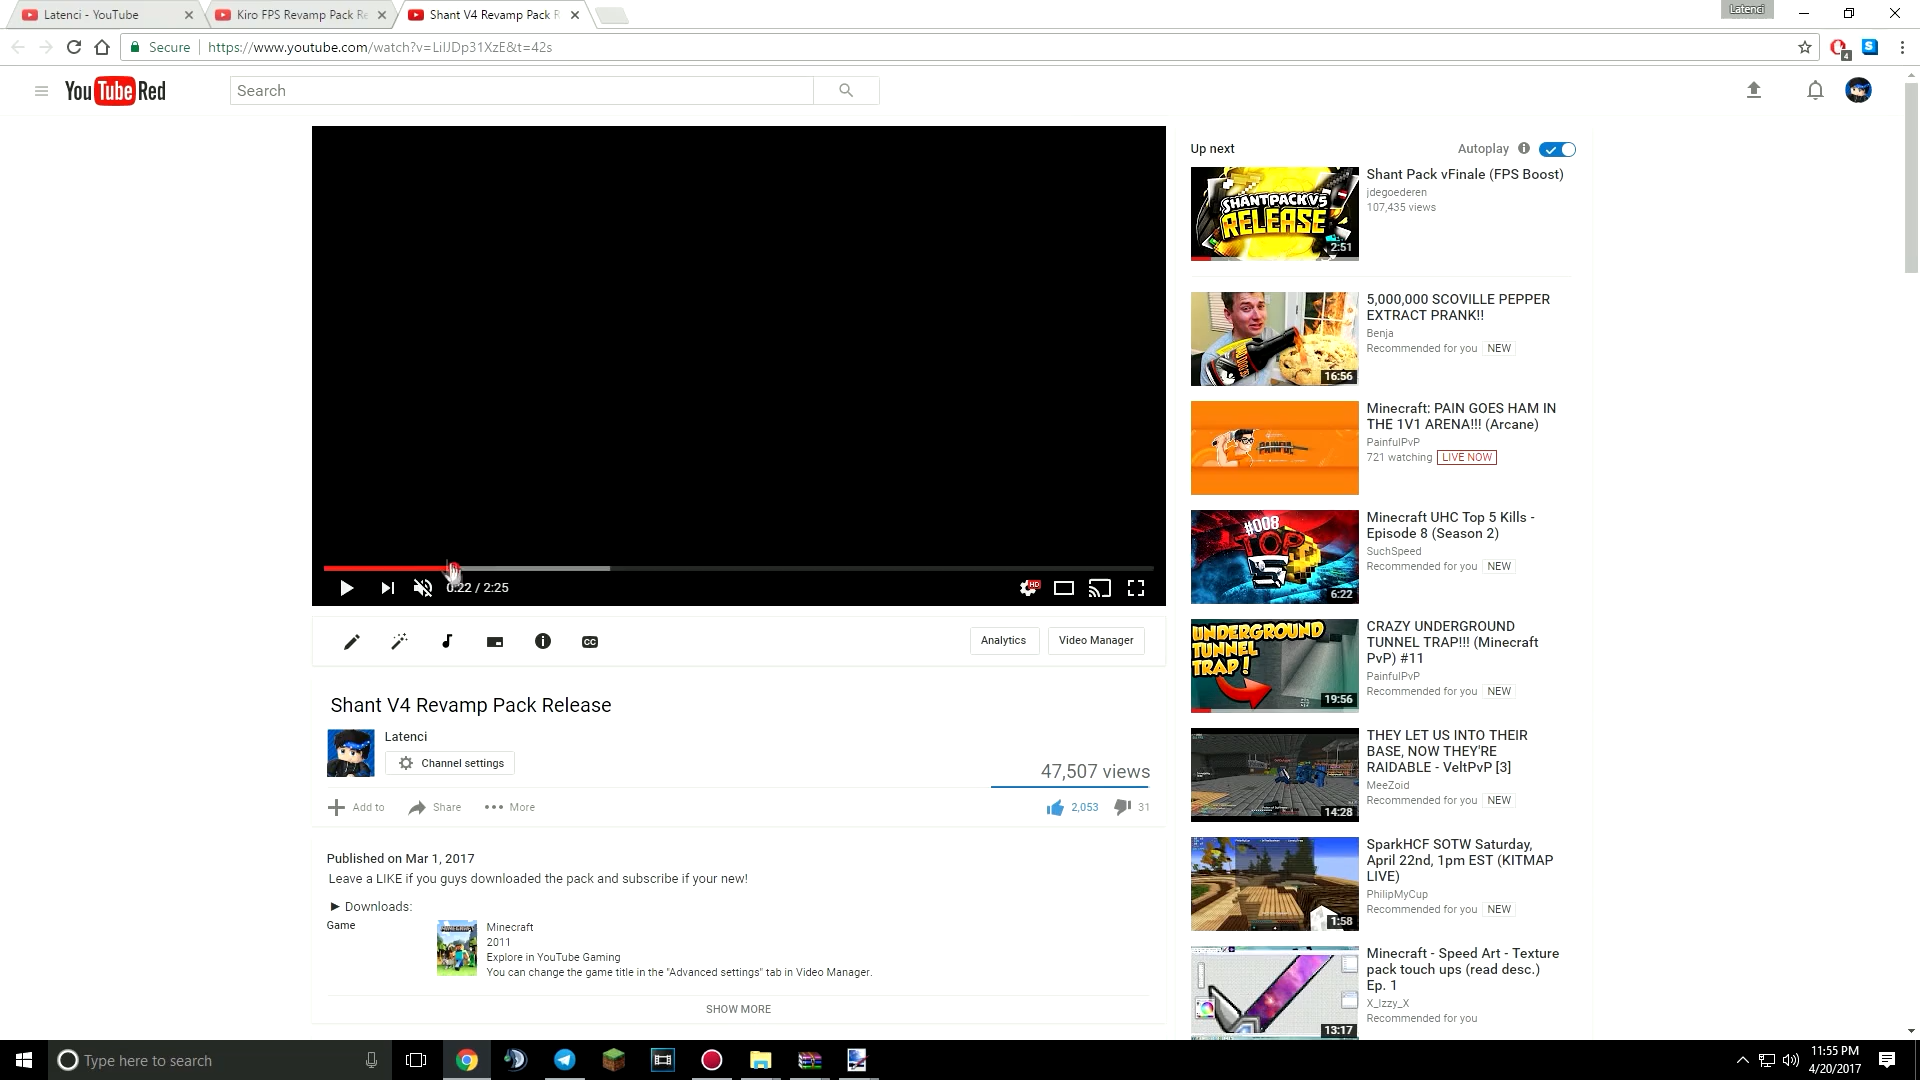 Latenci - YouTube
Kiro FPS Revamp Pack Re
Shant V4 Revamp Pack R
Latenci
Secure
https://www.youtube.com/watch?v=LiIJDp31XzE&t=42s
4
S
YouTube Red
Search
Up next
Autoplay
SHANTPACKV5
RELEASE
2:51
Shant Pack vFinale (FPS Boost)
jdegoederen
107,435 views
16:56
5,000,000 SCOVILLE PEPPER
EXTRACT PRANK!!
Benja
Recommended for you NEW
Minecraft: PAIN GOES HAM IN
THE 1V1 ARENA!!! (Arcane)
PainfulPvP
721 watching LIVE NOW
#008
TOP
5
6:22
Minecraft UHC Top 5 Kills -
Episode 8 (Season 2)
SuchSpeed
Recommended for you NEW
0:22 / 2:25
HD
UNDERGROUND
TUNNEL
TRAP!
19:56
CRAZY UNDERGROUND
TUNNEL TRAP!!! (Minecraft
PvP) #11
PainfulPvP
Recommended for you NEW
CC
Analytics
Video Manager
Shant V4 Revamp Pack Release
Latenci
Channel settings
47,507 views
Add to
Share
More
2,053
31
14:28
THEY LET US INTO THEIR
BASE, NOW THEY'RE
RAIDABLE - VeltPvP [3]
MeeZoid
Recommended for you NEW
Published on Mar 1, 2017
Leave a LIKE if you guys downloaded the pack and subscribe if your new!
► Downloads:
Game
Minecraft
2011
Explore in YouTube Gaming
You can change the game title in the "Advanced settings" tab in Video Manager.
SHOW MORE
1:58
SparkHCF SOTW Saturday,
April 22nd, 1pm EST (KITMAP
LIVE)
PhilipMyCup
Recommended for you NEW
13:17
Minecraft - Speed Art - Texture
pack touch ups (read desc.)
Ep. 1
X_Izzy_X
Recommended for you
Type here to search
11:55 PM
4/20/2017